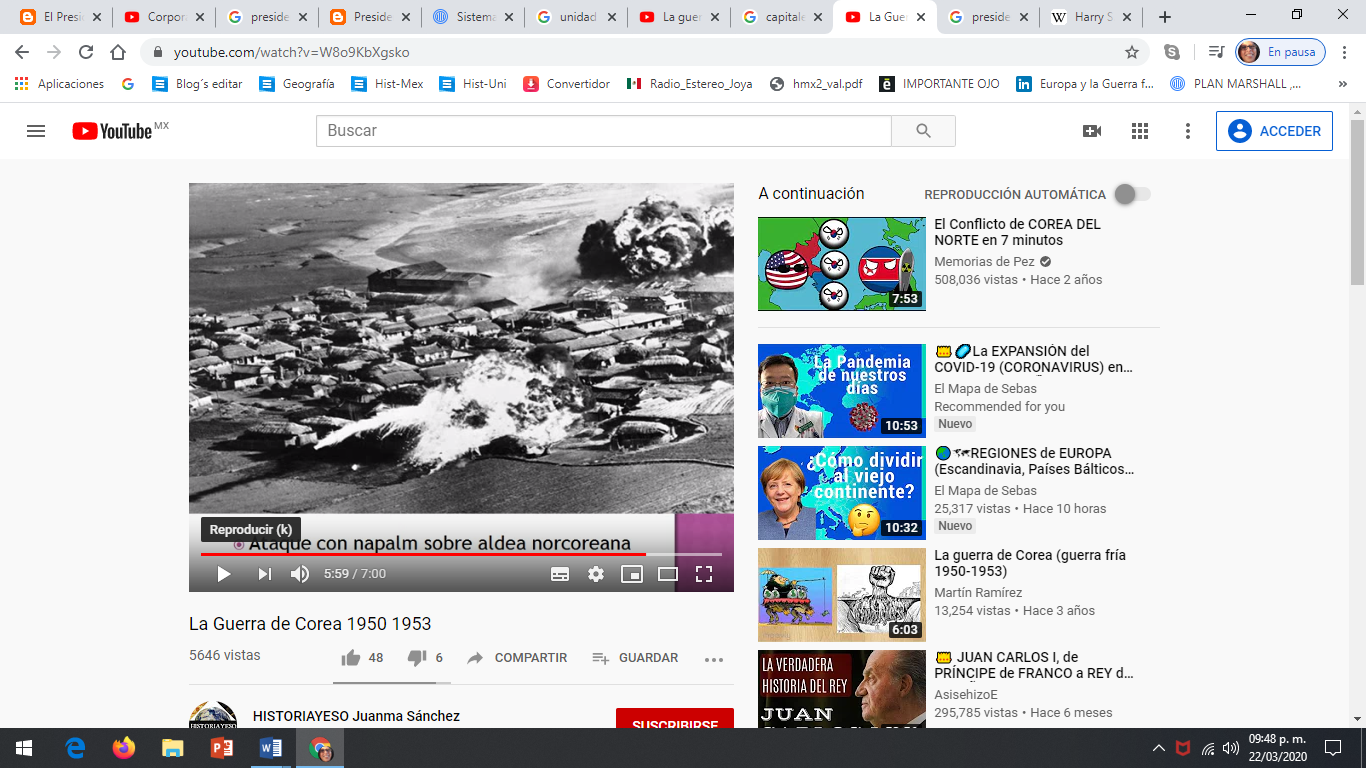 El Presi
Corpor
preside
Preside
Sistema
unidad
La guer
capitale
La Guer
preside
Harry S
youtube.com/watch?v=W8o9KbXgsko
En pausa
Aplicaciones
Blog´s editar
Geografía
Hist-Mex
Hist-Uni
Convertidor
Radio_Estereo_Joya
hmx2_val.pdf
IMPORTANTE OJO
Europa y la Guerra f...
PLAN MARSHALL ,...
»
YouTube MX
Buscar
ACCEDER
Reproducir (k)
Ataque con napalm sobre aldea norcoreana
5:59 / 7:00
La Guerra de Corea 1950 1953
5646 vistas
48
6
COMPARTIR
GUARDAR
HISTORIAYESO
HISTORIAYESO Juanma Sánchez
SUSCRIBIRSE
A continuación
REPRODUCCIÓN AUTOMÁTICA
7:53
El Conflicto de COREA DEL
NORTE en 7 minutos
Memorias de Pez
508,036 vistas • Hace 2 años
La Pandemia
de nuestros
días
10:53
La EXPANSIÓN del
COVID-19 (CORONAVIRUS) en...
El Mapa de Sebas
Recommended for you
Nuevo
¿Cómo dividir
al viejo
continente?
10:32
REGIONES de EUROPA
(Escandinavia, Países Bálticos...
El Mapa de Sebas
25,317 vistas • Hace 10 horas
Nuevo
6:03
La guerra de Corea (guerra fría
1950-1953)
Martín Ramírez
13,254 vistas • Hace 3 años
LA VERDADERA
HISTORIA DEL REY
JUAN
JUAN CARLOS I, de
PRÍNCIPE de FRANCO a REY d...
AsisehizoE
295,785 vistas • Hace 6 meses
09:48 p. m.
22/03/2020